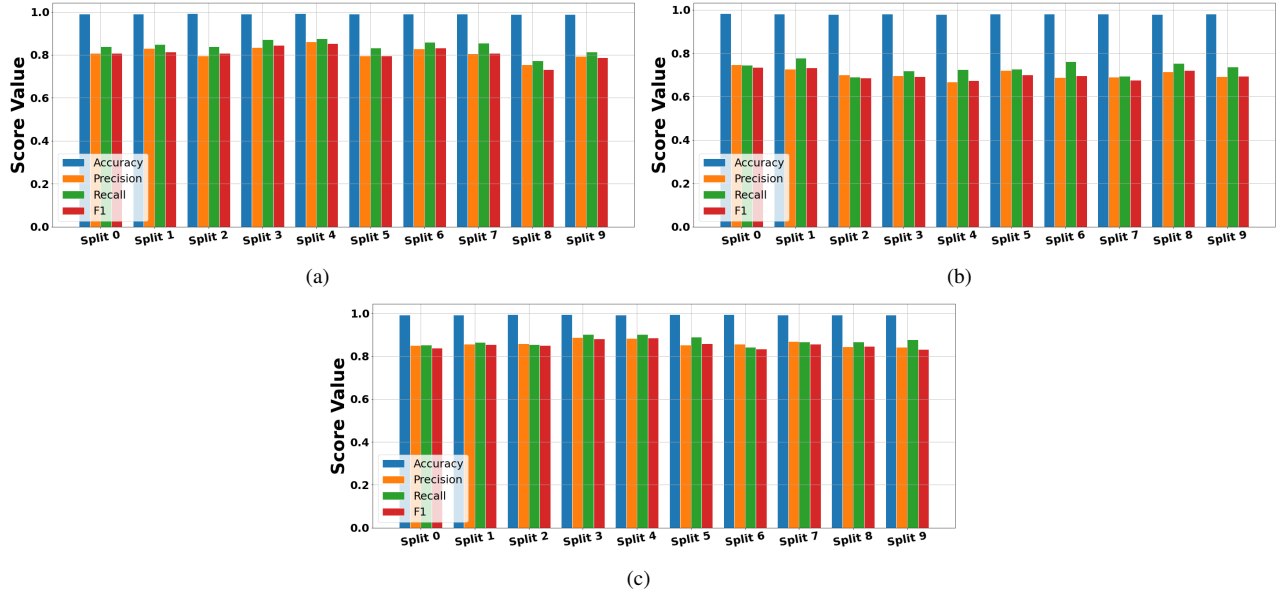 Score Value
1.0
0.8
0.6
0.4
0.2
0.0
Accuracy
Precision
Recall
F1
Split 0 Split 1 Split 2 Split 3 Split 4 Split 5 Split 6 Split 7 Split 8 Split 9
(a)
Score Value
1.0
0.8
0.6
0.4
0.2
0.0
Accuracy
Precision
Recall
F1
Split 0 Split 1 Split 2 Split 3 Split 4 Split 5 Split 6 Split 7 Split 8 Split 9
(b)
Score Value
1.0
0.8
0.6
0.4
0.2
0.0
Accuracy
Precision
Recall
F1
Split 0 Split 1 Split 2 Split 3 Split 4 Split 5 Split 6 Split 7 Split 8 Split 9
(c)